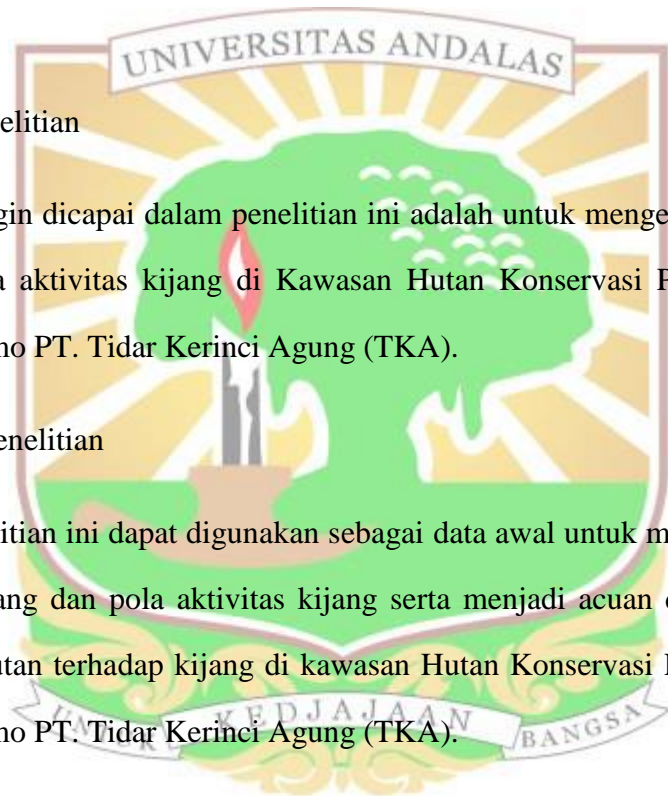 UNIVERSITAS ANDALAS
elitian
gin dicapai dalam penelitian ini adalah untuk menge
a aktivitas kijang di Kawasan Hutan Konservasi P
no PT. Tidar Kerinci Agung (TKA).
enelitian
itian ini dapat digunakan sebagai data awal untuk m
ang dan pola aktivitas kijang serta menjadi acuan
utan terhadap kijang di kawasan Hutan Konservasi
no PT. Tidar Kerinci Agung (TKA).
UNTUK KEDJAJAAN BANGSA